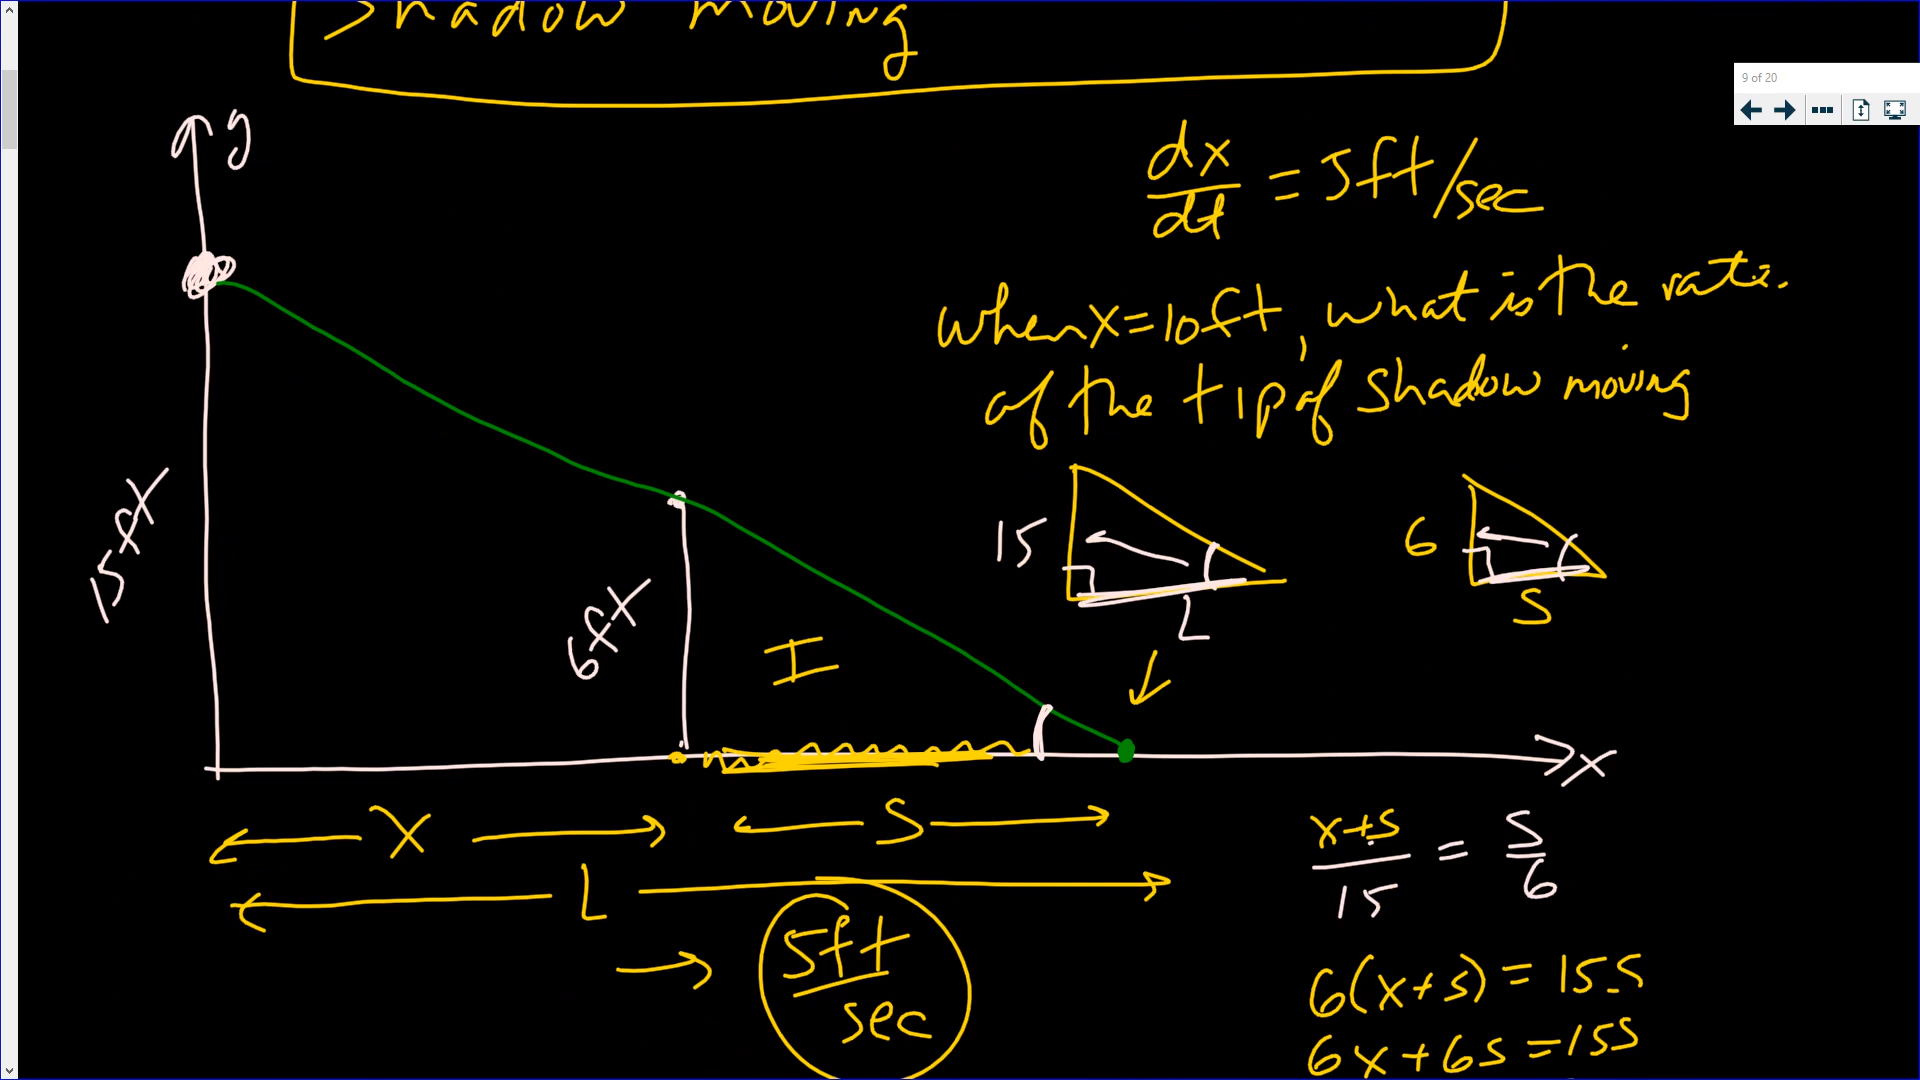 Shadow moving
9 of 20
y
dx/dt = 5ft/sec
when x=10ft, what is the rate.
of the tip of shadow moving
15ft
6ft
15
L
6
S
I
X
X
S
L
5ft/sec
x+s/15 = s/6
6(x+s) = 15s
6x+6s = 15s